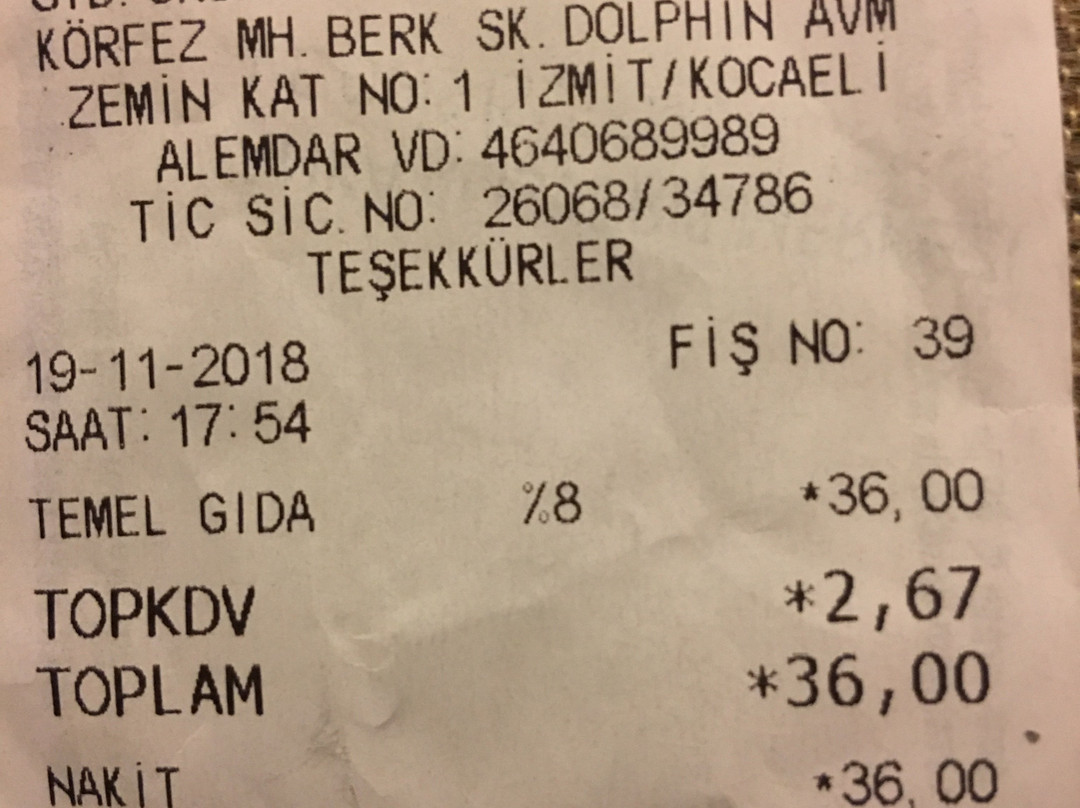 KÖRFEZ MH. BERK SK. DOLPHİN AVM
ZEMİN KAT NO: 1 İZMİT/KOCAELİ
ALEMDAR VD: 4640689989
TİC SİC. NO: 26068/34786
TEŞEKKÜRLER
FİŞ NO: 39
19-11-2018
SAAT: 17:54
TEMEL GIDA %8 *36,00
TOPKDV *2,67
TOPLAM *36,00
NAKİT *36,00